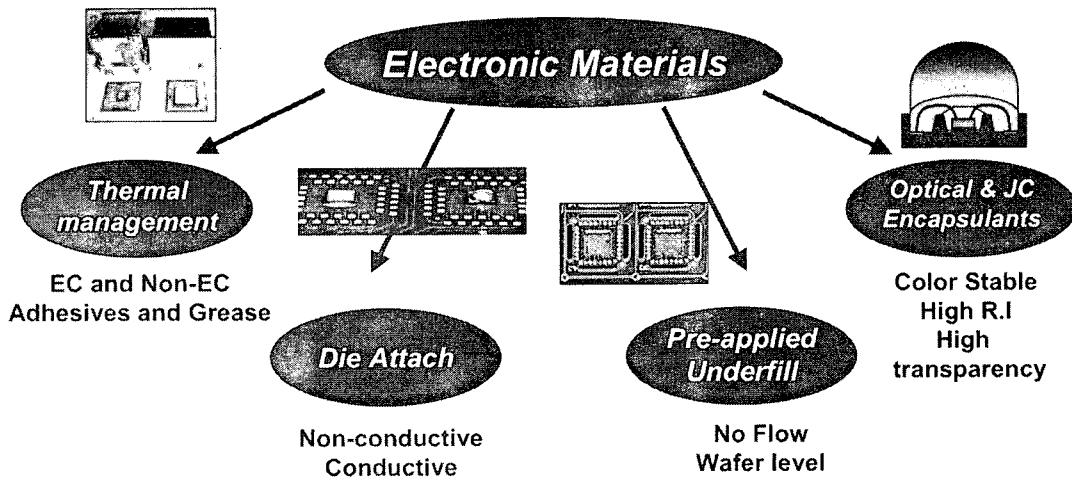 Electronic Materials
Thermal
management
EC and Non-EC
Adhesives and Grease
Die Attach
Non-conductive
Conductive
Pre-applied
Underfill
No Flow
Wafer level
Optical & JC
Encapsulants
Color Stable
High R.I
High
transparency